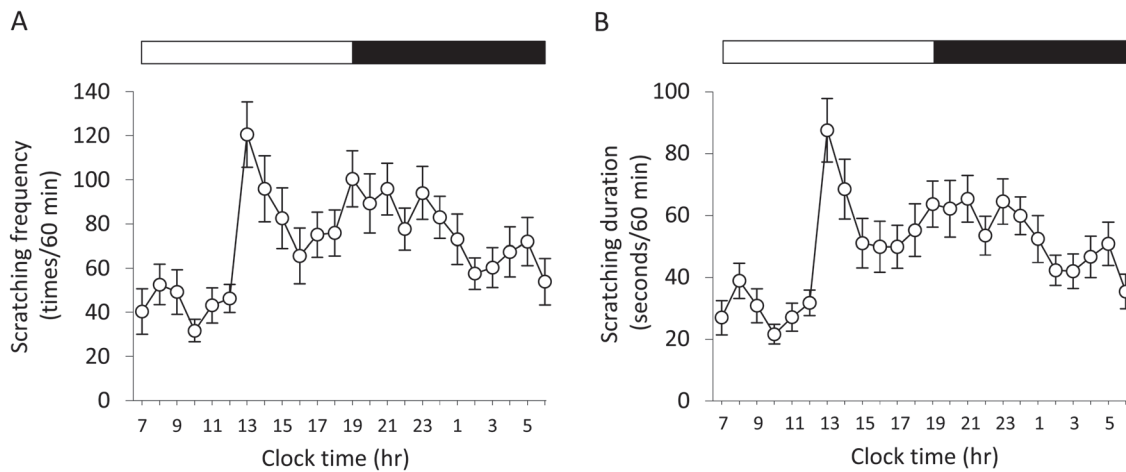 A
140
120
100
80
60
40
20
0
Scratching frequency
(times/60 min)
7 9 11 13 15 17 19 21 23 1 3 5
Clock time (hr)
B
100
80
60
40
20
0
Scratching duration
(seconds/60 min)
7 9 11 13 15 17 19 21 23 1 3 5
Clock time (hr)